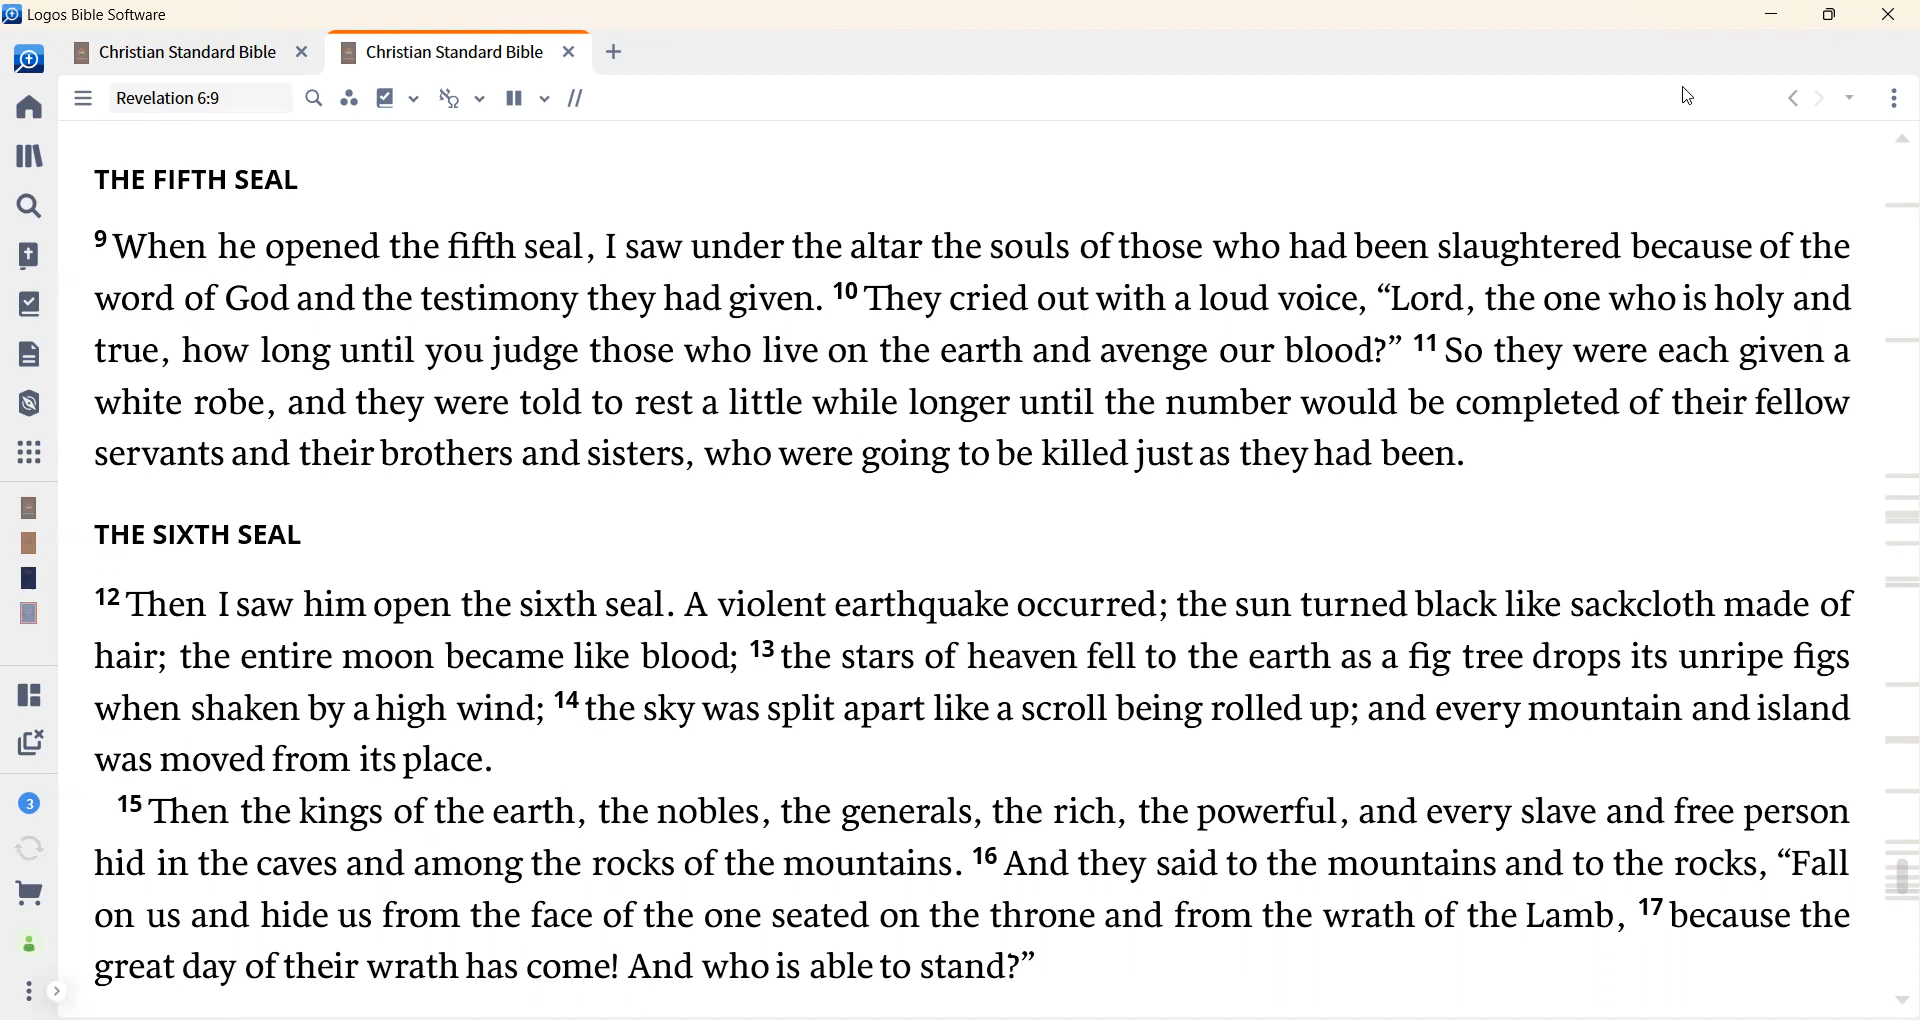 Logos Bible Software
Christian Standard Bible
Christian Standard Bible
Revelation 6:9
THE FIFTH SEAL
9 When he opened the fifth seal, I saw under the altar the souls of those who had been slaughtered because of the
word of God and the testimony they had given. 10 They cried out with a loud voice, “Lord, the one who is holy and
true, how long until you judge those who live on the earth and avenge our blood?” 11 So they were each given a
white robe, and they were told to rest a little while longer until the number would be completed of their fellow
servants and their brothers and sisters, who were going to be killed just as they had been.
THE SIXTH SEAL
12 Then I saw him open the sixth seal. A violent earthquake occurred; the sun turned black like sackcloth made of
hair; the entire moon became like blood; 13 the stars of heaven fell to the earth as a fig tree drops its unripe figs
when shaken by a high wind; 14 the sky was split apart like a scroll being rolled up; and every mountain and island
was moved from its place.
15 Then the kings of the earth, the nobles, the generals, the rich, the powerful, and every slave and free person
hid in the caves and among the rocks of the mountains. 16 And they said to the mountains and to the rocks, “Fall
on us and hide us from the face of the one seated on the throne and from the wrath of the Lamb, 17 because the
great day of their wrath has come! And who is able to stand?”
3